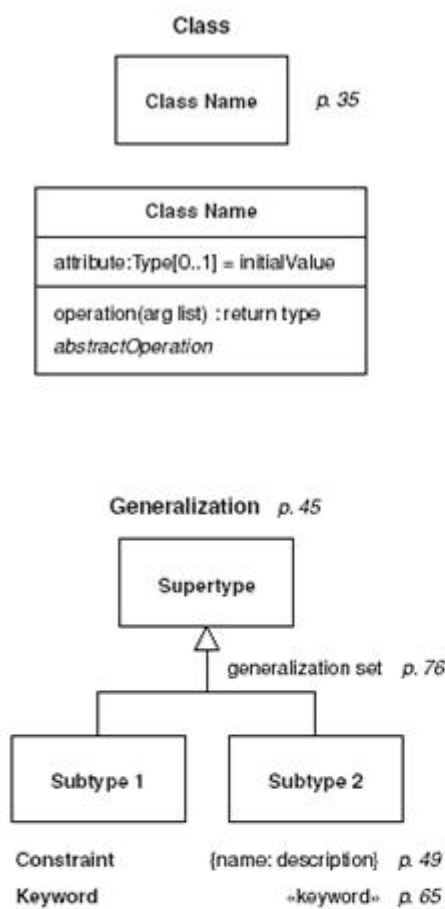 Class
Class Name p. 35
Class Name
attribute:Type[0..1] = initialValue
operation(arg list) : return type
abstractOperation
Generalization p. 45
Supertype
generalization set p. 76
Subtype 1 Subtype 2
Constraint {name: description} p. 49
Keyword «keyword» p. 65